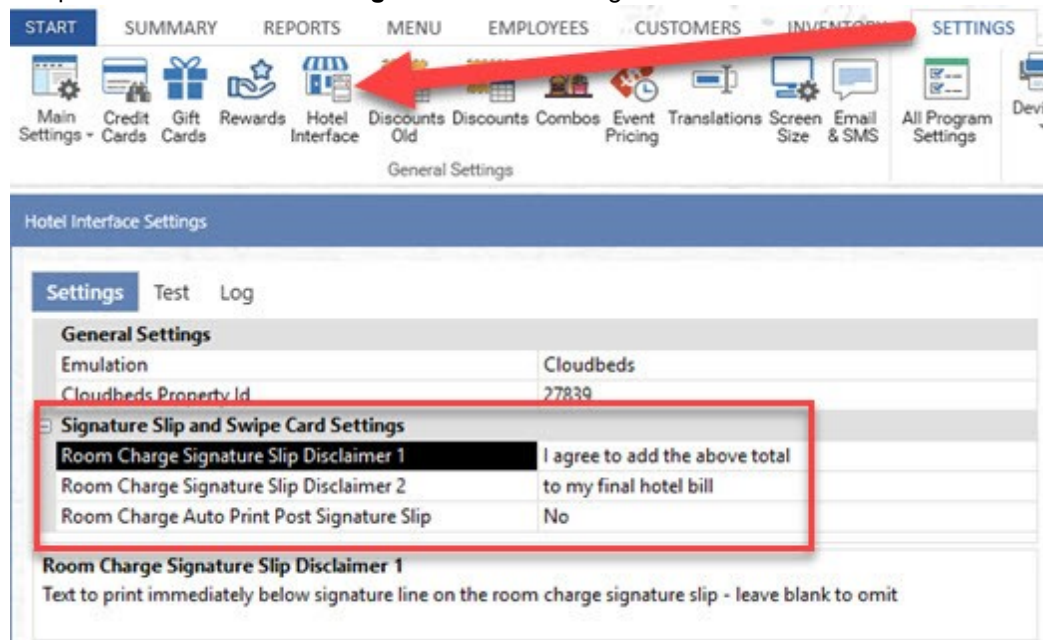 START SUMMARY REPORTS MENU EMPLOYEES CUSTOMERS INVENTORY SETTINGS
Main Settings Credit Cards Gift Cards Rewards Hotel Interface Discounts Old Discounts Combos Event Pricing Translations Screen Size Email & SMS All Program Settings
General Settings
Hotel Interface Settings
Settings Test Log
General Settings
Emulation Cloudbeds
Cloudbeds Property Id 27839
Signature Slip and Swipe Card Settings
Room Charge Signature Slip Disclaimer 1 I agree to add the above total
Room Charge Signature Slip Disclaimer 2 to my final hotel bill
Room Charge Auto Print Post Signature Slip No
Room Charge Signature Slip Disclaimer 1
Text to print immediately below signature line on the room charge signature slip - leave blank to omit